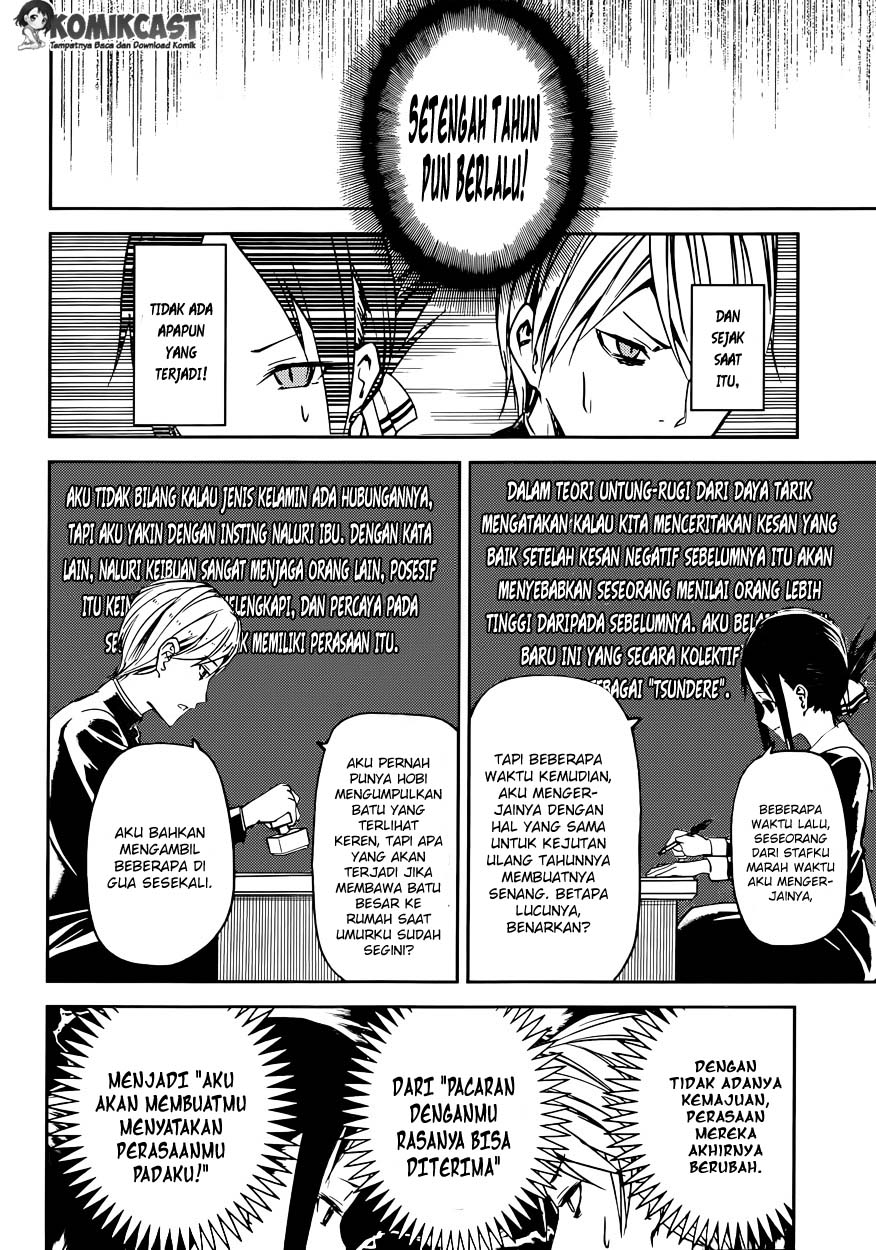 KOMIKCAST
Tempatnya Baca dan Download Komik
SETENGAH TAHUN
PUN BERLALU!
DAN
SEJAK
SAAT
ITU,
TIDAK ADA
APAPUN
YANG
TERJADI!
DALAM TEORI UNTUNG-RUGI DARI DAYA TARIK
MENGATAKAN KALAU KITA MENCERITAKAN KESAN YANG
BAIK SETELAH KESAN NEGATIF SEBELUMNYA ITU AKAN
MENYEBABKAN SESEORANG MENILAI ORANG LEBIH
TINGGI DARIPADA SEBELUMNYA. AKU
BARU INI YANG SECARA KOLEKTIF
"TSUNDERE".
BEBERAPA
WAKTU LALU,
SESEORANG
DARI STAFKU
MARAH WAKTU
AKU MENGER-
JAINYA,
TAPI BEBERAPA
WAKTU KEMUDIAN,
AKU MENGER-
JAINYA DENGAN
HAL YANG SAMA
UNTUK KEJUTAN
ULANG TAHUNNYA
MEMBUATNYA
SENANG. BETAPA
LUCUNYA,
BENARKAN?
AKU TIDAK BILANG KALAU JENIS KELAMIN ADA HUBUNGANNYA,
TAPI AKU YAKIN DENGAN INSTING NALURI IBU. DENGAN KATA
LAIN, NALURI KEIBUAN SANGAT MENJAGA ORANG LAIN, POSESIF
ITU DAN PERCAYA PADA
MEMILIKI PERASAAN ITU.
AKU PERNAH
PUNYA HOBI
MENGUMPULKAN
BATU YANG
TERLIHAT
KEREN, TAPI APA
YANG AKAN
TERJADI JIKA
MEMBAWA BATU
BESAR KE
RUMAH SAAT
UMURKU SUDAH
SEGINI?
AKU BAHKAN
MENGAMBIL
BEBERAPA DI
GUA SESEKALI.
DENGAN
TIDAK ADANYA
KEMAJUAN,
PERASAAN
MEREKA
AKHIRNYA
BERUBAH.
DARI "PACARAN
DENGANMU
RASANYA BISA
DITERIMA"
MENJADI "AKU
AKAN MEMBUATMU
MENYATAKAN
PERASAANMU
PADAKU!"